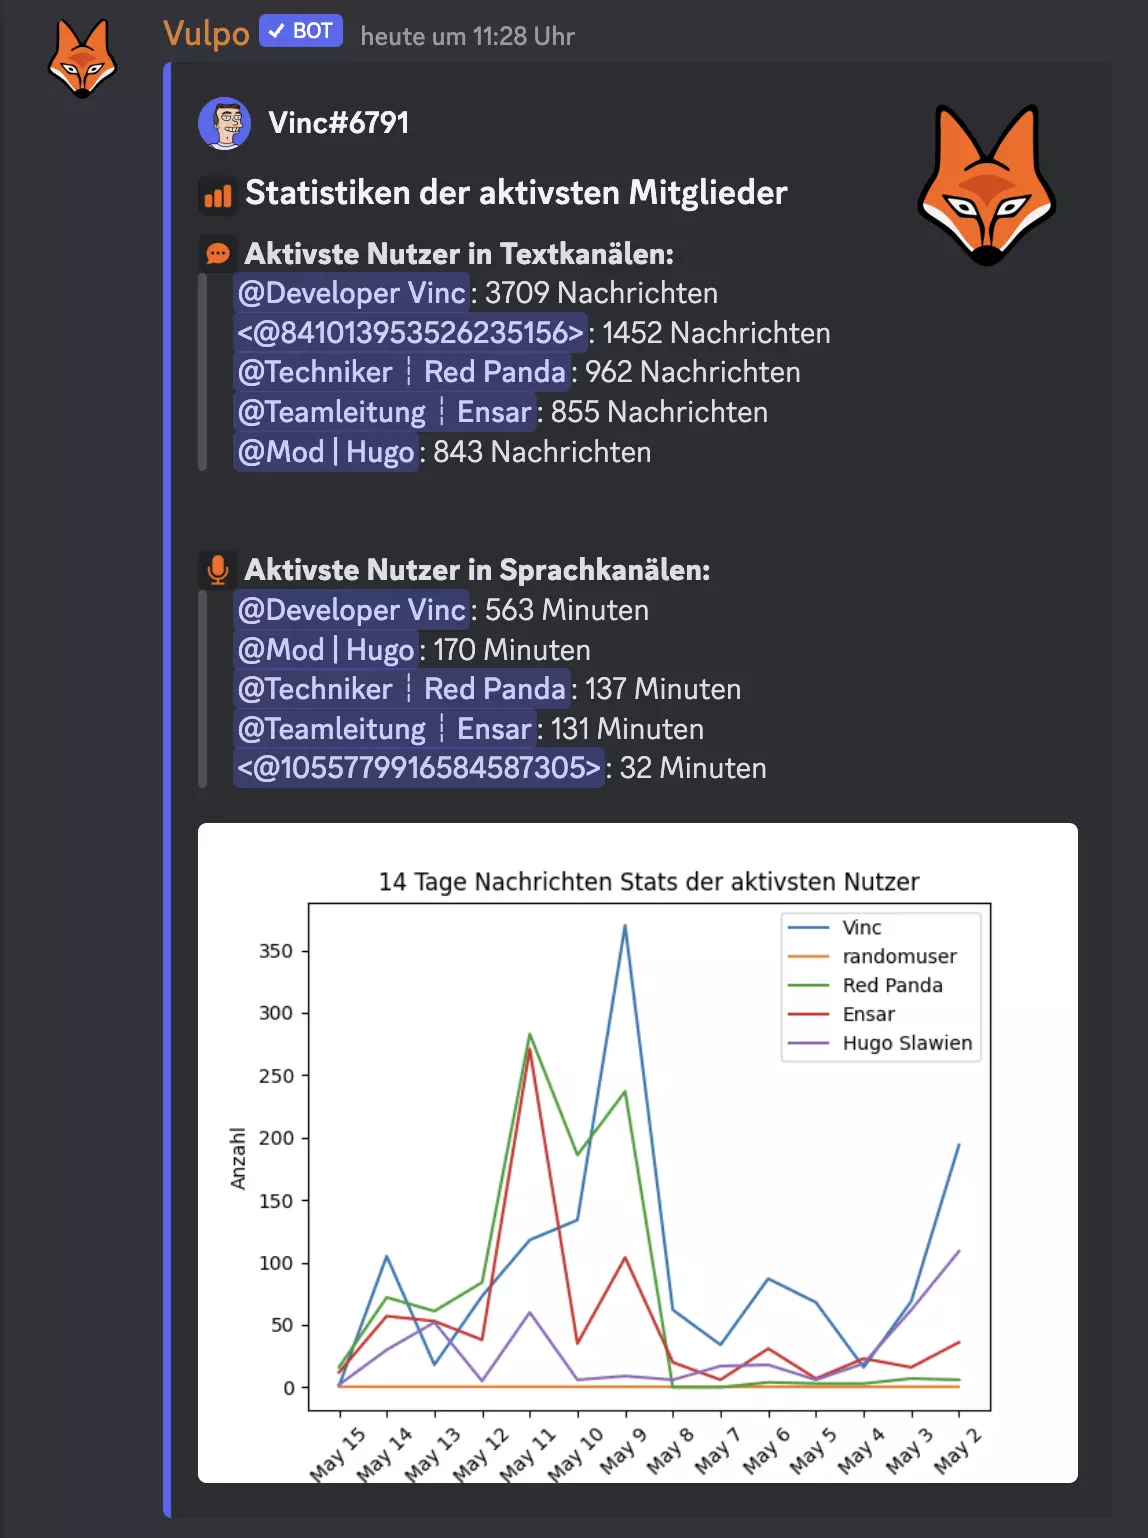 Vulpo ✓ BOT heute um 11:28 Uhr
Vinc#6791
Statistiken der aktivsten Mitglieder
Aktivste Nutzer in Textkanälen:
@Developer Vinc: 3709 Nachrichten
<@841013953526235156>: 1452 Nachrichten
@Techniker ┆ Red Panda: 962 Nachrichten
@Teamleitung ┆ Ensar: 855 Nachrichten
@Mod | Hugo: 843 Nachrichten
Aktivste Nutzer in Sprachkanälen:
@Developer Vinc: 563 Minuten
@Mod | Hugo: 170 Minuten
@Techniker ┆ Red Panda: 137 Minuten
@Teamleitung ┆ Ensar: 131 Minuten
<@1055779916584587305>: 32 Minuten
14 Tage Nachrichten Stats der aktivsten Nutzer
Vinc
randomuser
Red Panda
Ensar
Hugo Slawien
Anzahl
350
300
250
200
150
100
50
0
May 15 May 14 May 13 May 12 May 11 May 10 May 9 May 8 May 7 May 6 May 5 May 4 May 3 May 2